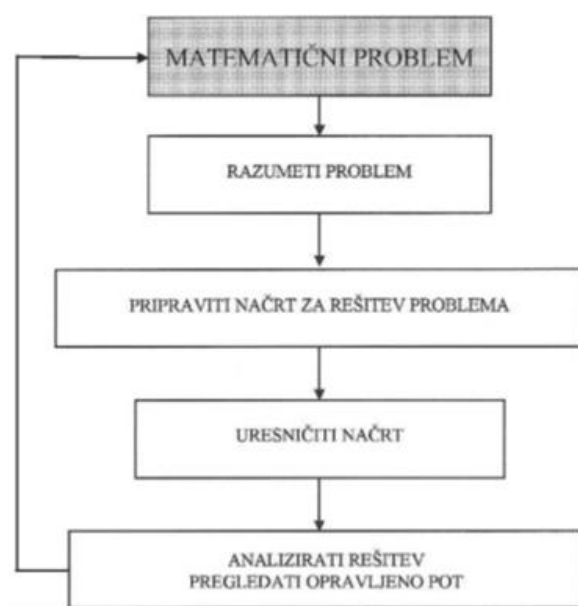 MATEMATIČNI PROBLEM
RAZUMETI PROBLEM
PRIPRAVITI NAČRT ZA REŠITEV PROBLEMA
URESNIČITI NAČRT
ANALIZIRATI REŠITEV
PREGLEDATI OPRAVLJENO POT